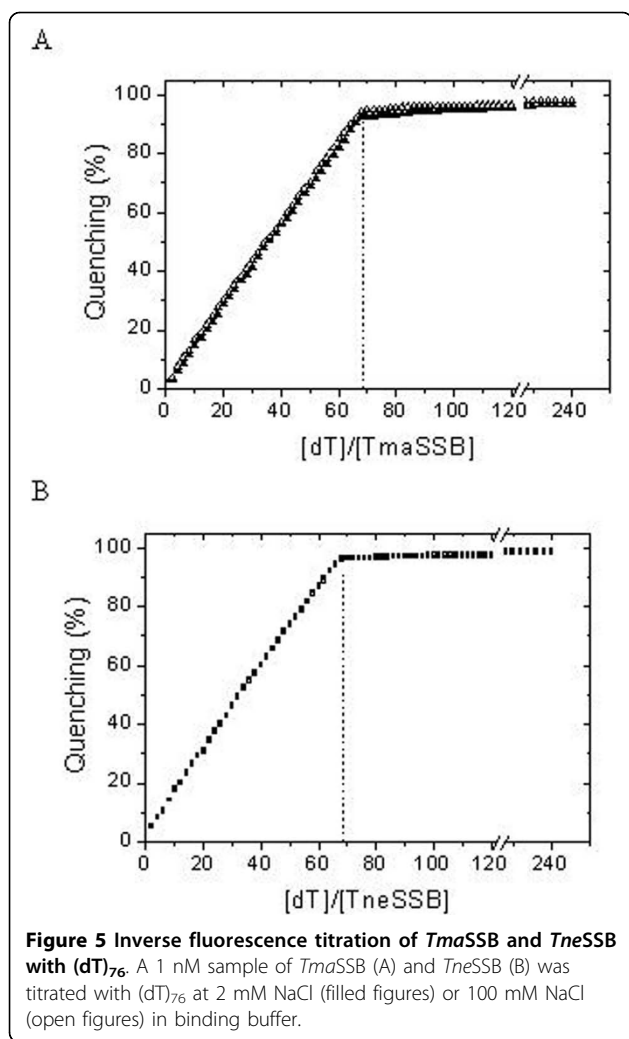 A
100
80
60
40
20
0
Quenching (%)
0 20 40 60 80 100 120 240
[dT]/[TmaSSB]
B
100
80
60
40
20
0
Quenching (%)
0 20 40 60 80 100 120 240
[dT]/[TneSSB]
Figure 5 Inverse fluorescence titration of TmaSSB and TneSSB
with (dT)76. A 1 nM sample of TmaSSB (A) and TneSSB (B) was
titrated with (dT)76 at 2 mM NaCl (filled figures) or 100 mM NaCl
(open figures) in binding buffer.